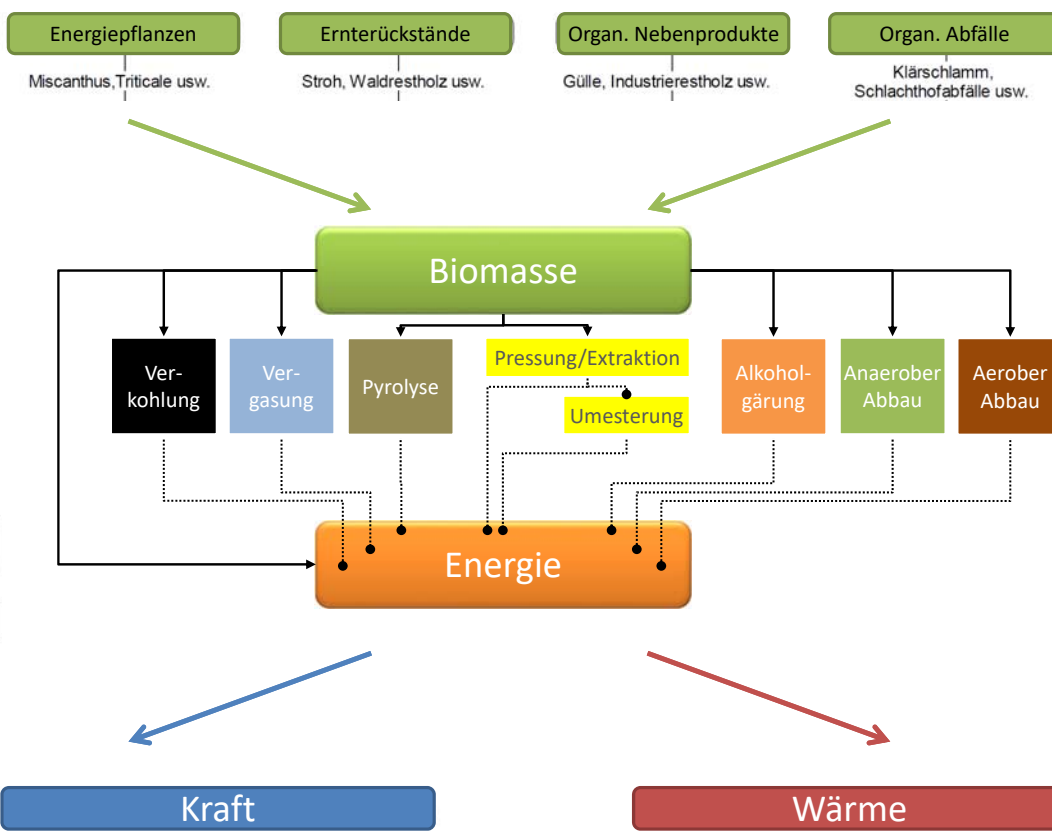 Energiepflanzen
Ernterückstände
Organ. Nebenprodukte
Organ. Abfälle
Miscanthus,Triticale usw.
Stroh, Waldrestholz usw.
Gülle, Industrierestholz usw.
Klärschlamm,
Schlachthofabfälle usw.
Biomasse
Ver-
kohlung
Ver-
gasung
Pyrolyse
Pressung/Extraktion
Umesterung
Alkohol-
gärung
Anaerober
Abbau
Aerober
Abbau
Energie
Kraft
Wärme